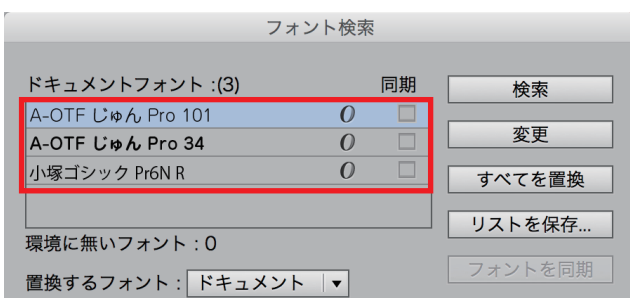 フォント検索
ドキュメントフォント :(3) 同期
検索
A-OTF じゅん Pro 101 O
A-OTF じゅん Pro 34 O
変更
小塚ゴシック Pr6N R O
すべてを置換
リストを保存...
環境に無いフォント : 0
フォントを同期
置換するフォント : ドキュメント